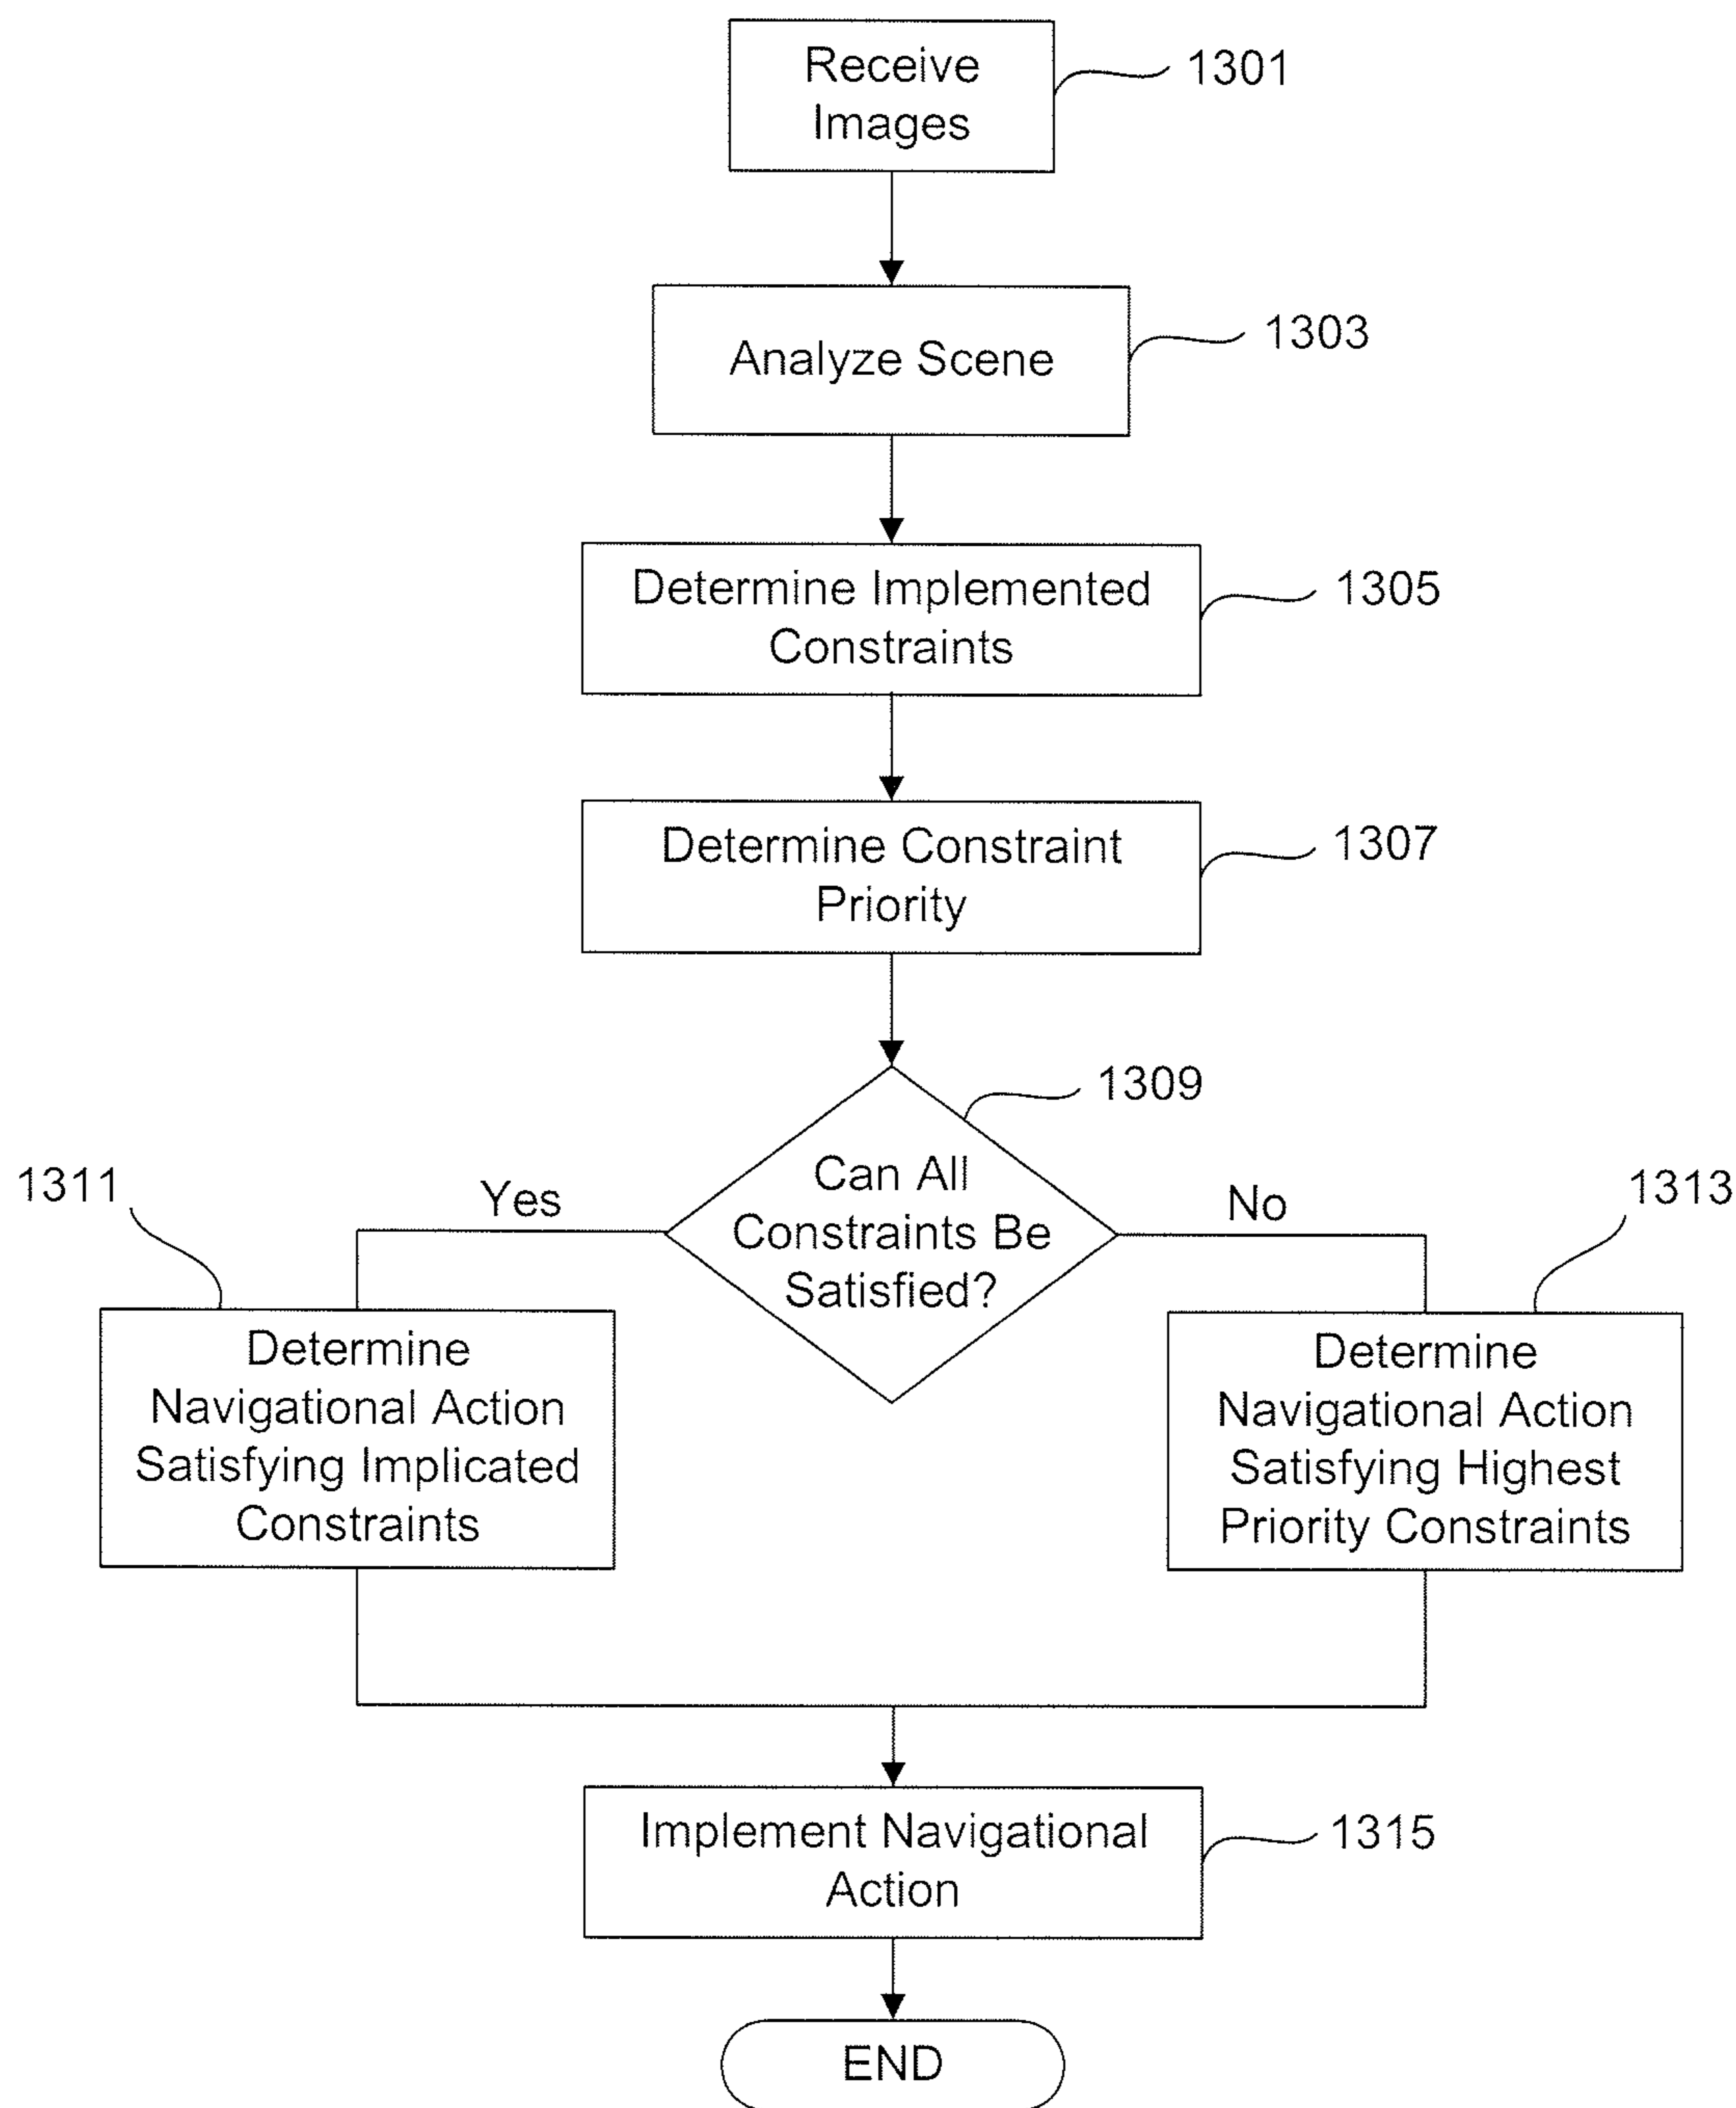 Receive
Images
1301
Analyze Scene
1303
Determine Implemented
Constraints
1305
Determine Constraint
Priority
1307
1309
Can All
Constraints Be
Satisfied?
Yes
No
1311
Determine
Navigational Action
Satisfying Implicated
Constraints
1313
Determine
Navigational Action
Satisfying Highest
Priority Constraints
Implement Navigational
Action
1315
END